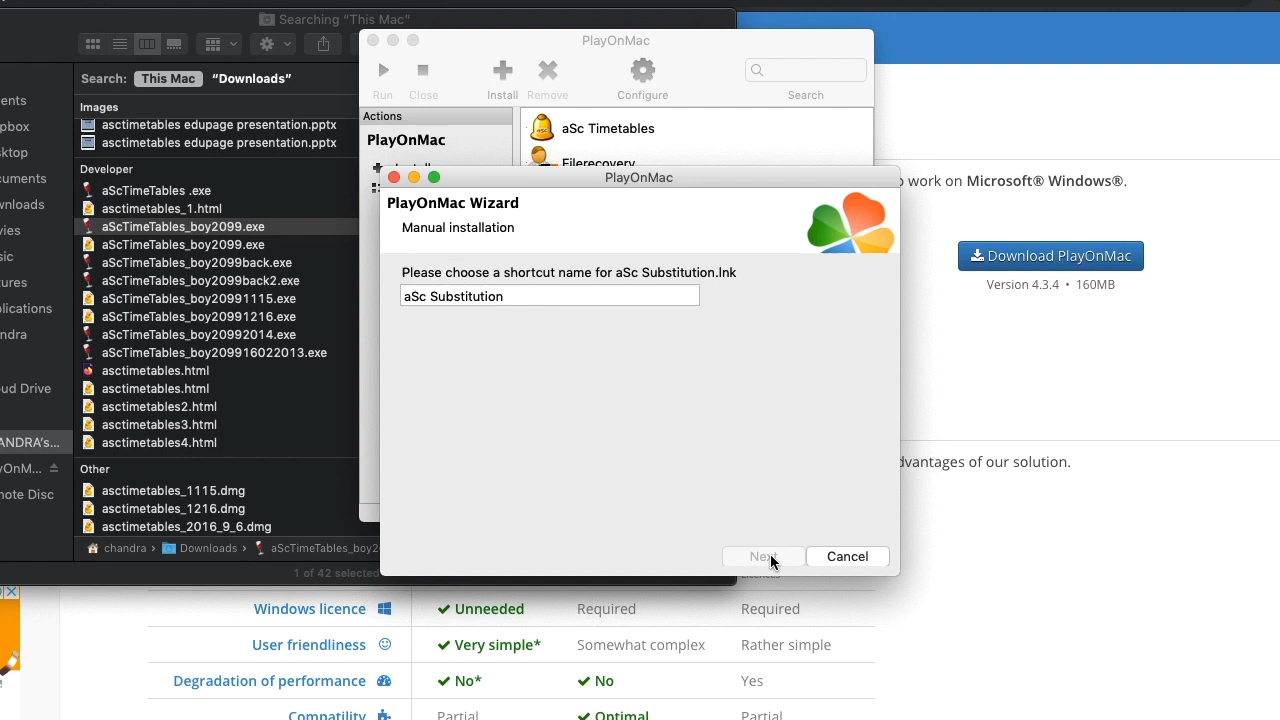 Searching “This Mac”
Search: This Mac “Downloads”
Images
asctimetables edupage presentation.pptx
asctimetables edupage presentation.pptx
Developer
aScTimeTables .exe
asctimetables_1.html
aScTimeTables_boy2099.exe
aScTimeTables_boy2099.exe
aScTimeTables_boy2099back.exe
aScTimeTables_boy2099back2.exe
aScTimeTables_boy20991115.exe
aScTimeTables_boy20991216.exe
aScTimeTables_boy20992014.exe
aScTimeTables_boy209916022013.exe
asctimetables.html
asctimetables.html
asctimetables2.html
asctimetables3.html
asctimetables4.html
Other
asctimetables_1115.dmg
asctimetables_1216.dmg
asctimetables_2016_9_6.dmg
chandra › Downloads › aScTimeTables_boy2
1 of 42 selected
ents
pbox
ktop
cuments
wnloads
vies
sic
tures
plications
ndra
ud Drive
ANDRA's...
yOnM...
note Disc
PlayOnMac
Run
Close
Install
Remove
Configure
Search
Actions
PlayOnMac
aSc Timetables
Filerecovery
PlayOnMac
PlayOnMac Wizard
Manual installation
Please choose a shortcut name for aSc Substitution.lnk
aSc Substitution
Next
Cancel
o work on Microsoft® Windows®.
Download PlayOnMac
Version 4.3.4 • 160MB
dvantages of our solution.
Windows licence Unneeded Required Required
User friendliness Very simple* Somewhat complex Rather simple
Degradation of performance No* No Yes
Compatility Partial Optimal Partial